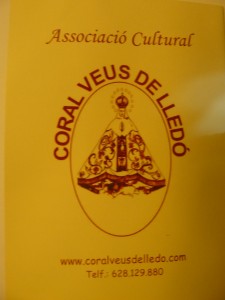 Associació Cultural
CORAL VEUS DE LLEDÓ
www.coralveusdelledo.com
Telf.: 628.129.880